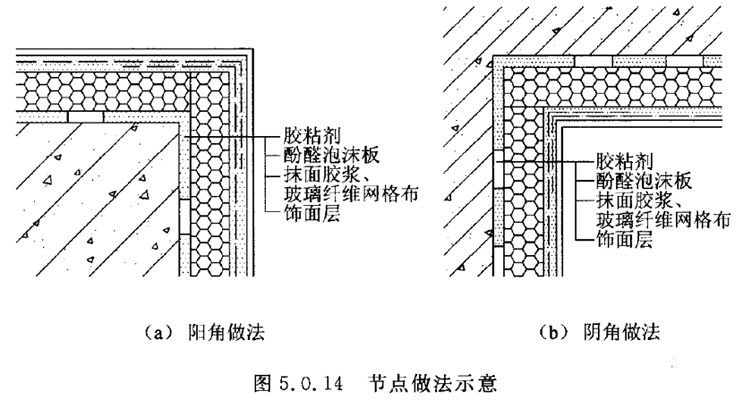 胶粘剂
酚醛泡沫板
抹面胶浆、
玻璃纤维网格布
饰面层
胶粘剂
酚醛泡沫板
抹面胶浆、
玻璃纤维网格布
饰面层
(a) 阳角做法
(b) 阴角做法
图 5.0.14 节点做法示意